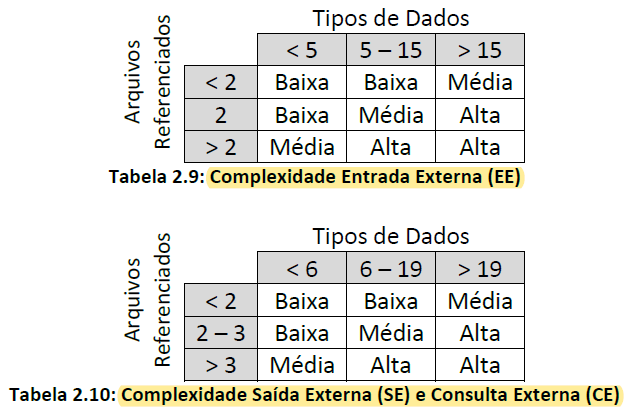 Tipos de Dados
Arquivos
Referenciados
< 5 5 – 15 > 15
< 2 Baixa Baixa Média
2 Baixa Média Alta
> 2 Média Alta Alta
Tabela 2.9: Complexidade Entrada Externa (EE)
Tipos de Dados
Arquivos
Referenciados
< 6 6 – 19 > 19
< 2 Baixa Baixa Média
2 – 3 Baixa Média Alta
> 3 Média Alta Alta
Tabela 2.10: Complexidade Saída Externa (SE) e Consulta Externa (CE)